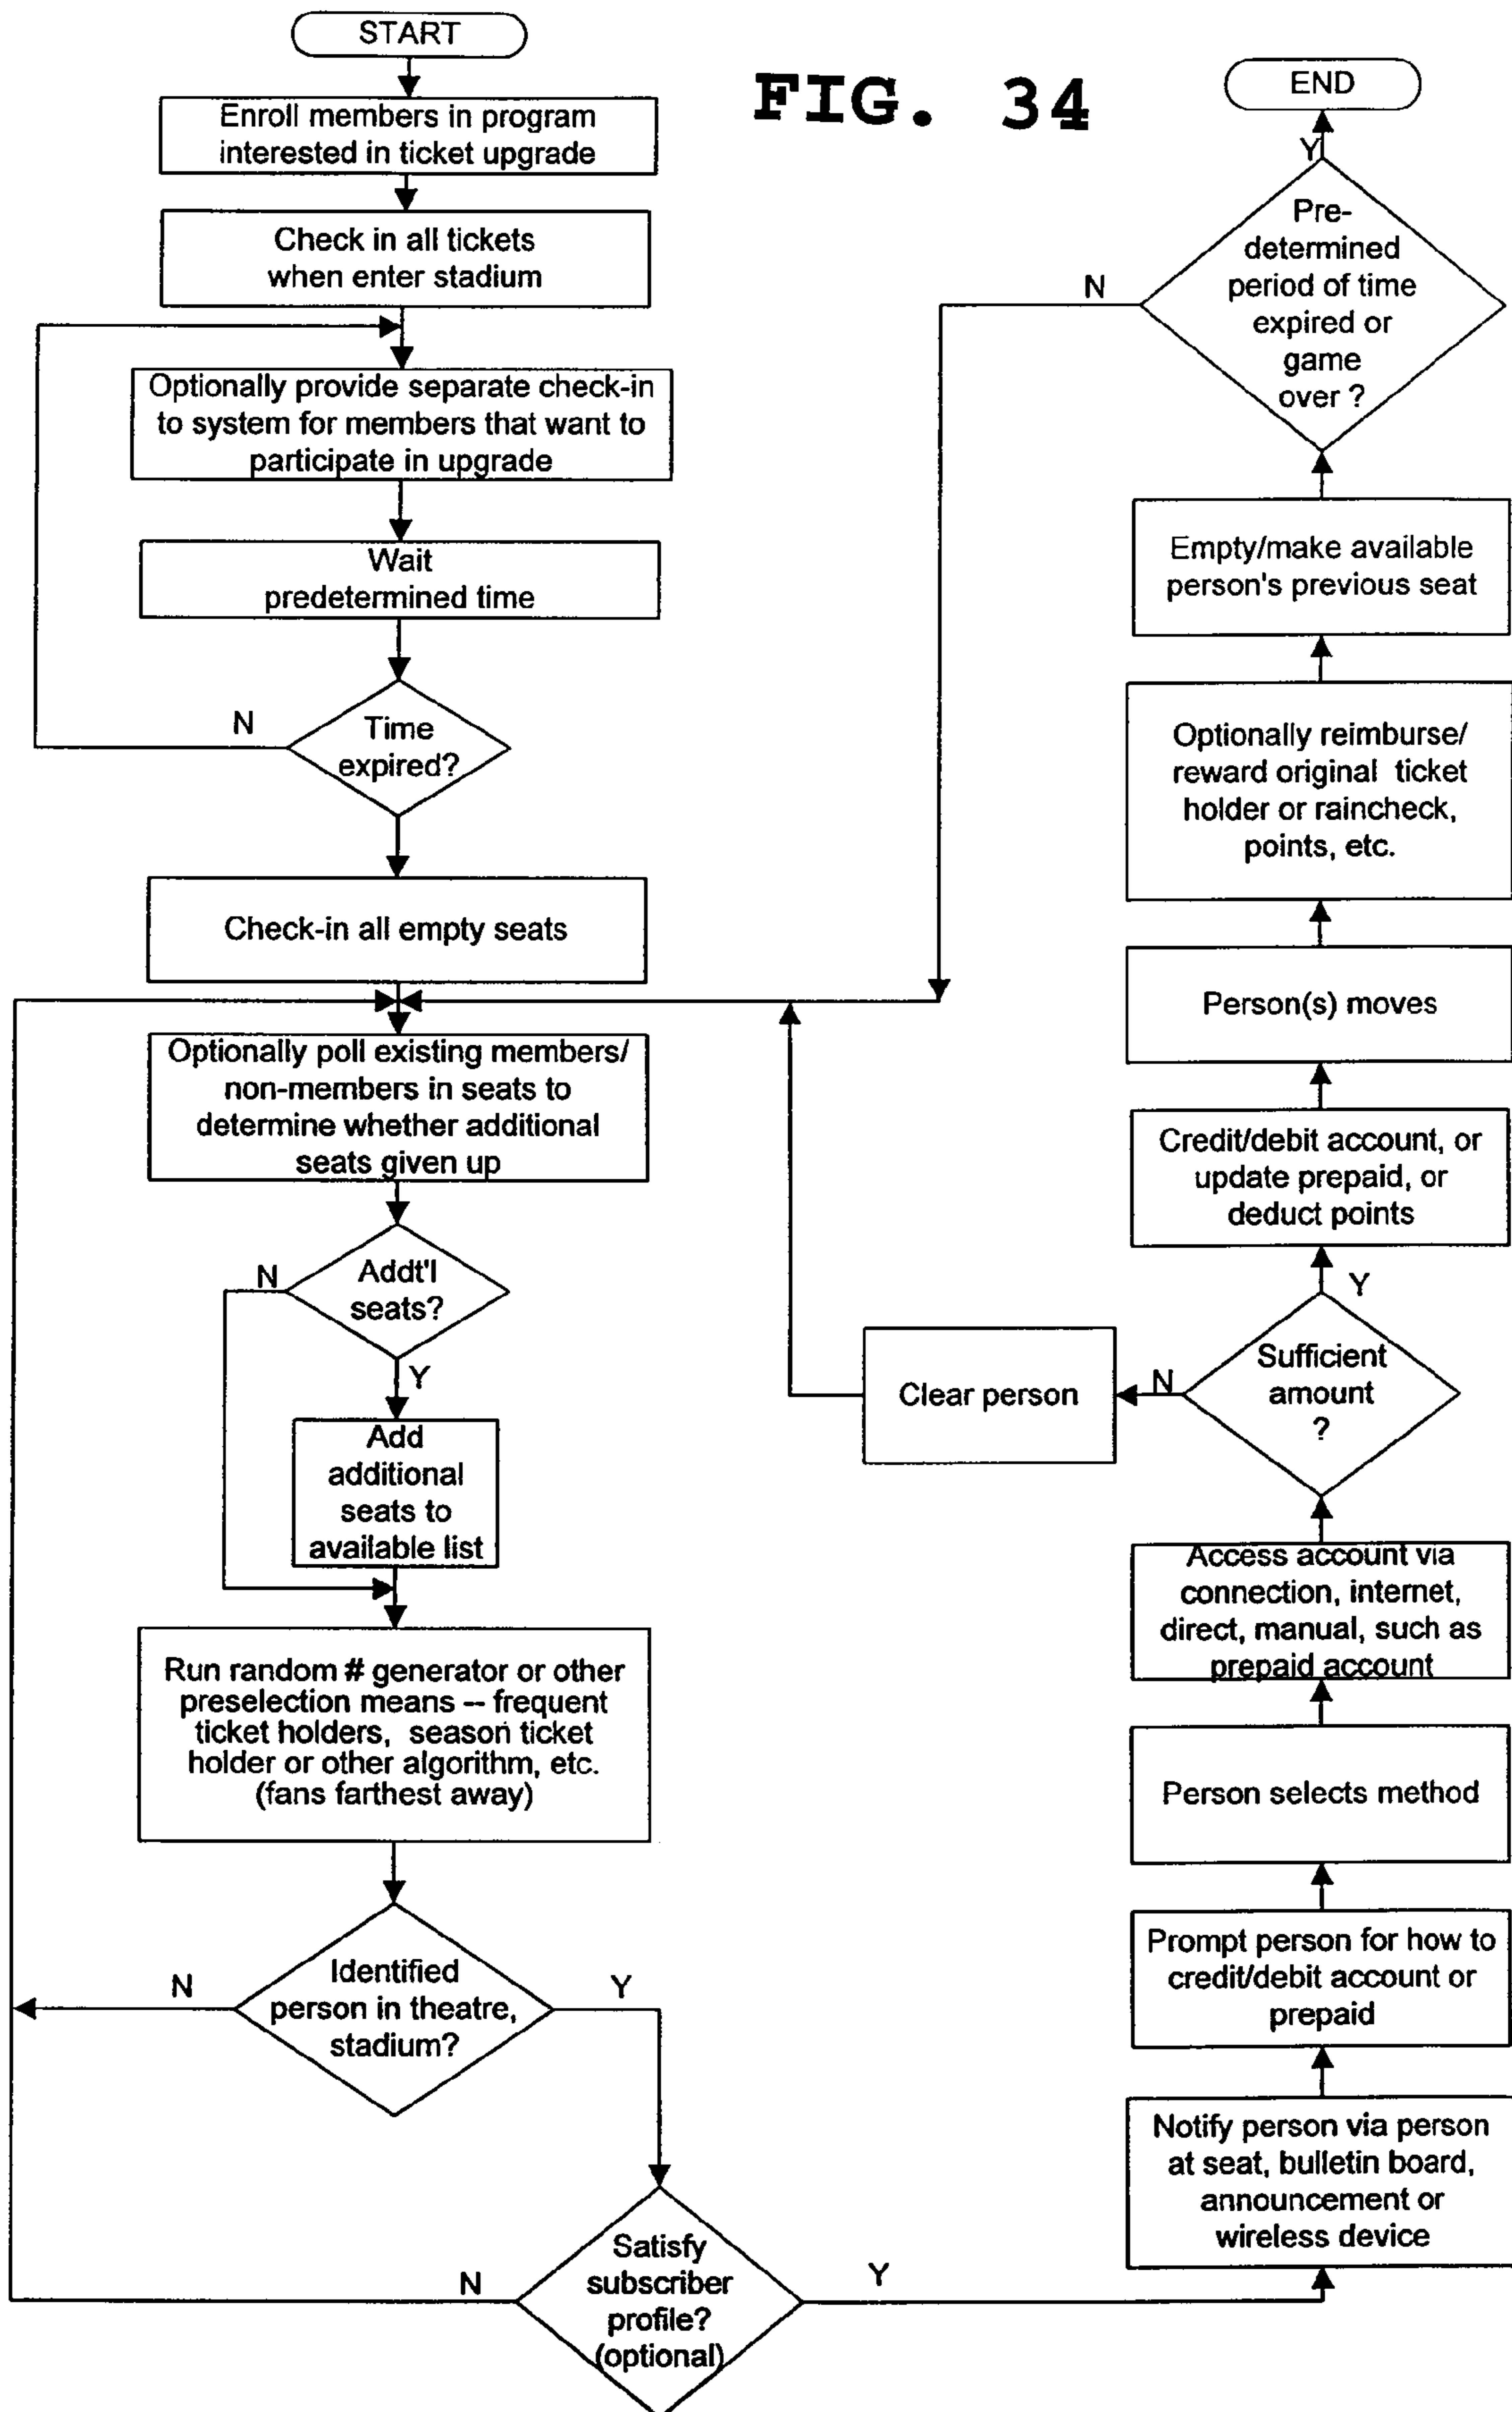 START
FIG. 34
Enroll members in program
interested in ticket upgrade
Check in all tickets
when enter stadium
Optionally provide separate check-in
to system for members that want to
participate in upgrade
Wait
predetermined time
N
Time
expired?
Check-in all empty seats
Optionally poll existing members/
non-members in seats to
determine whether additional
seats given up
N
Addt'l
seats?
Y
Add
additional
seats to
available list
Run random # generator or other
preselection means -- frequent
ticket holders, season ticket
holder or other algorithm, etc.
(fans farthest away)
N
Identified
person in theatre,
stadium?
Y
N
Satisfy
subscriber
profile?
(optional)
Y
Notify person via person
at seat, bulletin board,
announcement or
wireless device
Prompt person for how to
credit/debit account or
prepaid
Person selects method
Access account via
connection, internet,
direct, manual, such as
prepaid account
Sufficient
amount
?
N
Clear person
Y
Credit/debit account, or
update prepaid, or
deduct points
Person(s) moves
Optionally reimburse/
reward original ticket
holder or raincheck,
points, etc.
Empty/make available
person's previous seat
Pre-
determined
period of time
expired or
game
over ?
N
Y
END